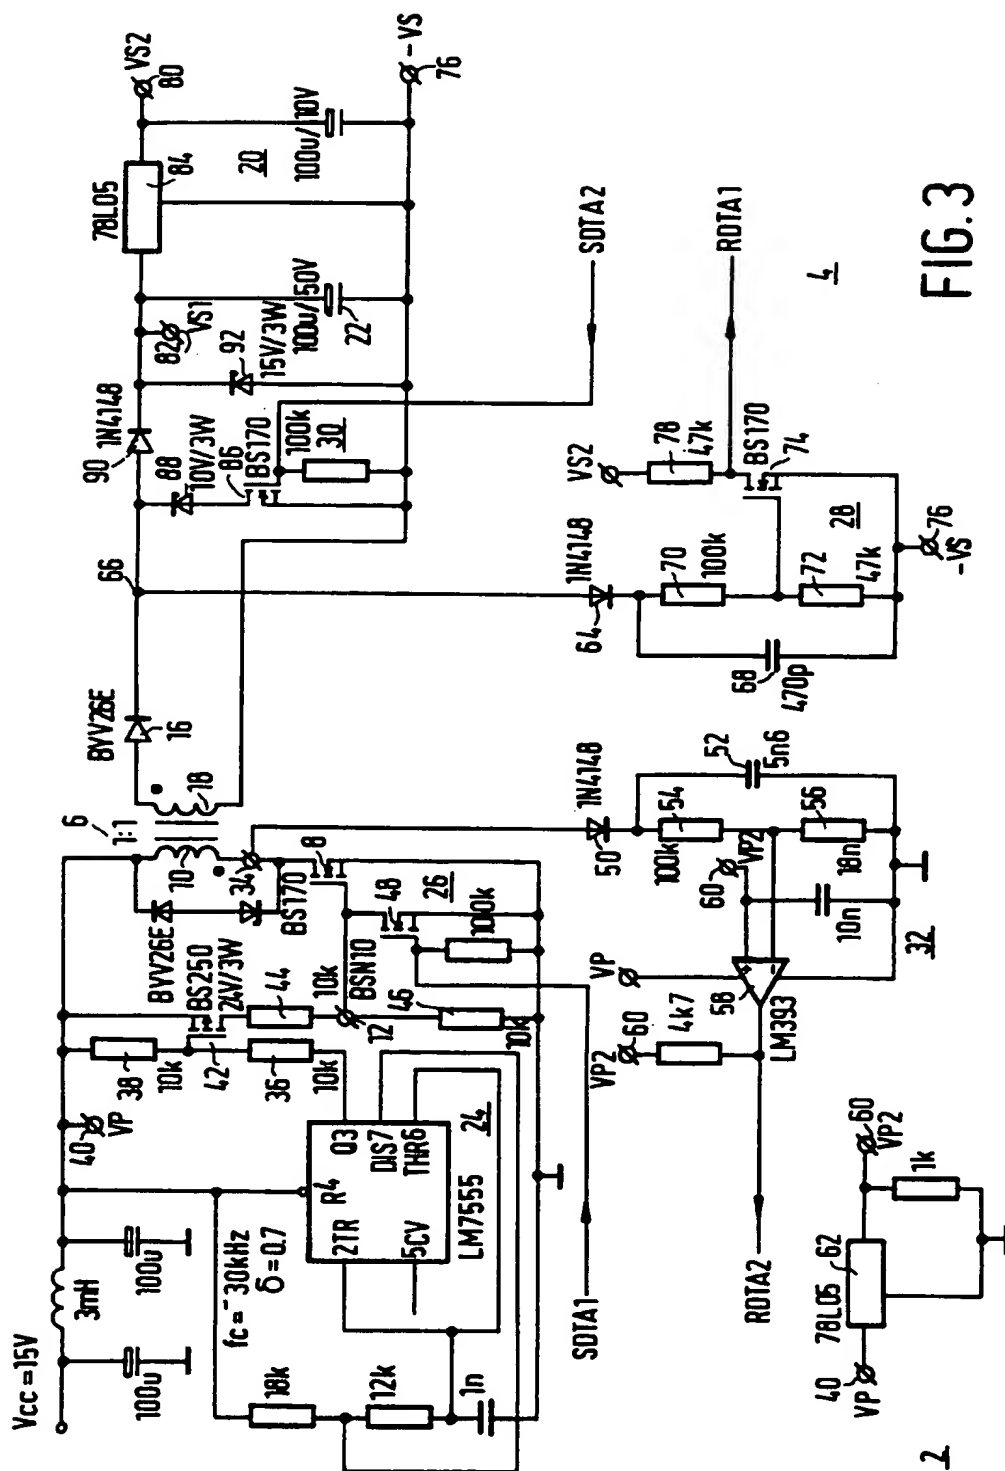 Vcc=15V
100u
3mH
100u
40
VP
38
10k
42
BS250
24V/3W
BYV26E
10
34
6
1:1
18
BYV26E
16
66
90
1N4148
88
10V/3W
86
BS170
100k
30
82
VS1
92
15V/3W
100u/50V
22
78L05
84
20
100u/10V
VS2
80
-VS
76
fc=30kHz
δ=0.7
18k
12k
1n
R4
Q3
2TR
DIS7
THR6
5CV
LM7555
24
36
10k
44
10k
12
46
10k
BSN10
48
26
100k
BS170
8
SDTA1
SDTA2
50
1N4148
52
5n6
54
100k
56
18n
60
VP2
10n
32
VP
58
+
-
LM393
VP2
60
4k7
RDTA2
64
1N4148
68
470p
70
100k
72
47k
VS2
78
47k
BS170
74
28
76
-VS
RDTA1
4
40
VP
78L05
62
60
VP2
1k
2
FIG.3